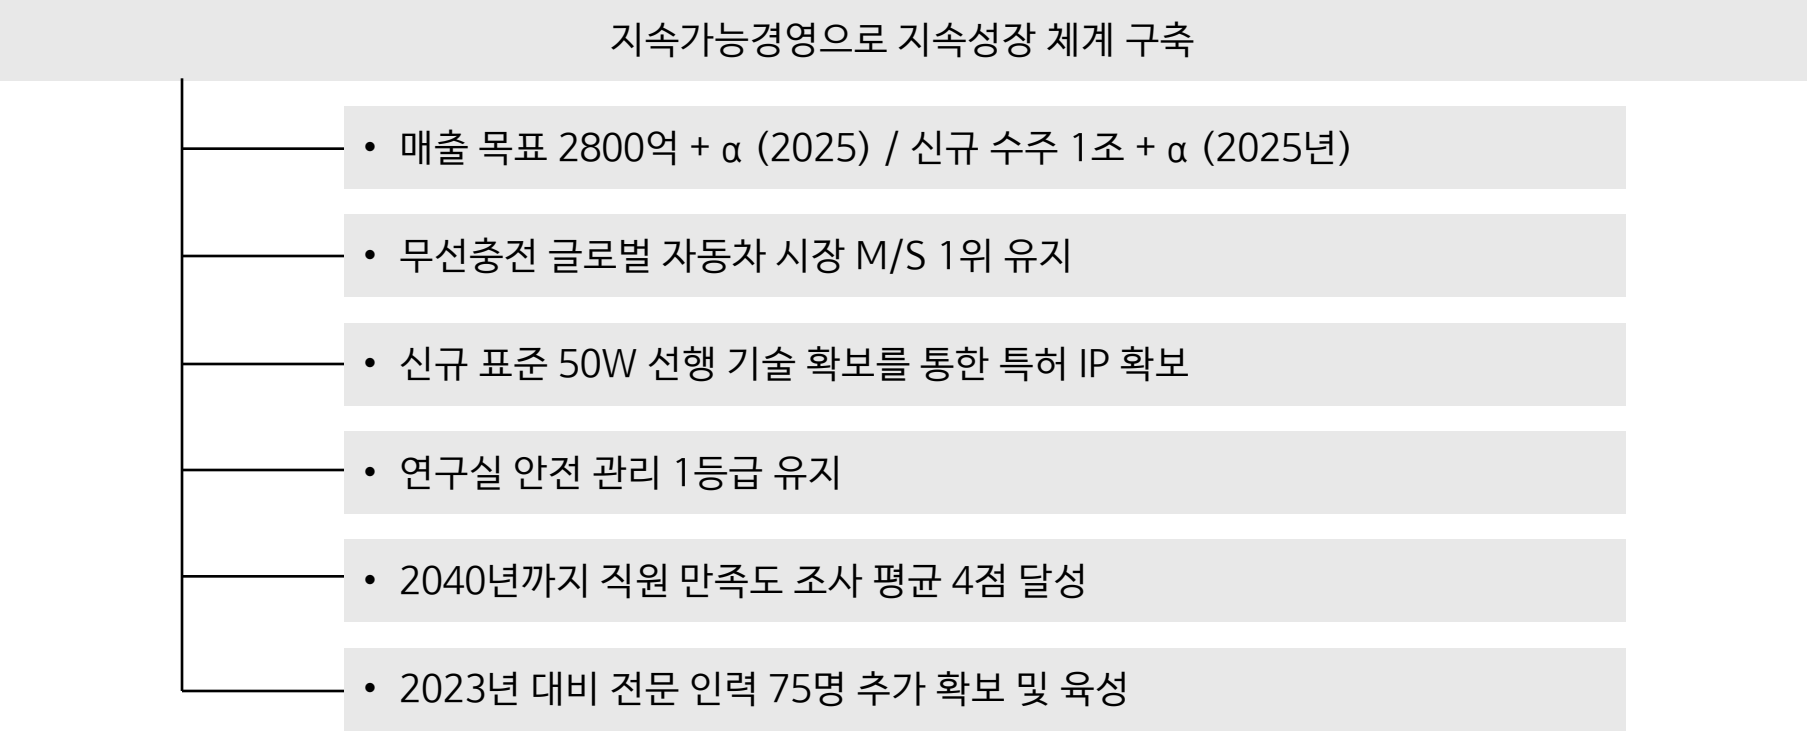 지속가능경영으로 지속성장 체계 구축
• 매출 목표 2800억 + α (2025) / 신규 수주 1조 + α (2025년)
• 무선충전 글로벌 자동차 시장 M/S 1위 유지
• 신규 표준 50W 선행 기술 확보를 통한 특허 IP 확보
• 연구실 안전 관리 1등급 유지
• 2040년까지 직원 만족도 조사 평균 4점 달성
• 2023년 대비 전문 인력 75명 추가 확보 및 육성